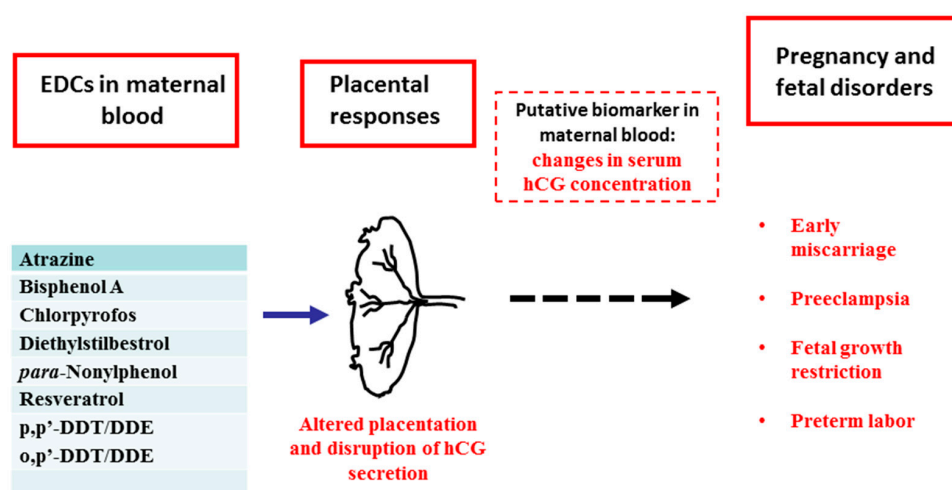 EDCs in maternal
blood
Placental
responses
Putative biomarker in
maternal blood:
changes in serum
hCG concentration
Pregnancy and
fetal disorders
Atrazine
Bisphenol A
Chlorpyrofos
Diethylstilbestrol
para-Nonylphenol
Resveratrol
p,p’-DDT/DDE
o,p’-DDT/DDE
Altered placentation
and disruption of hCG
secretion
• Early
miscarriage
• Preeclampsia
• Fetal growth
restriction
• Preterm labor